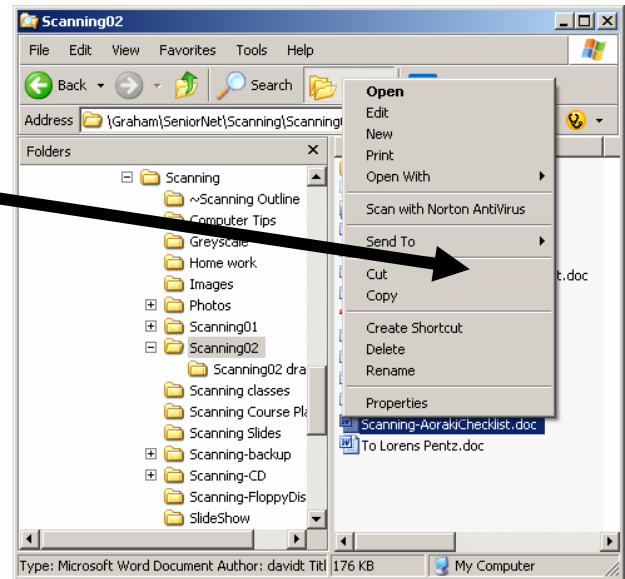 Scanning02
File Edit View Favorites Tools Help
Back Search
Address \Graham\SeniorNet\Scanning\Scanning
Folders
Scanning
~Scanning Outline
Computer Tips
Greyscale
Home work
Images
Photos
Scanning01
Scanning02
Scanning02 dra
Scanning classes
Scanning Course Pla
Scanning Slides
Scanning-backup
Scanning-CD
Scanning-FloppyDis
SlideShow
Open
Edit
New
Print
Open With
Scan with Norton AntiVirus
Send To
Cut
Copy
Create Shortcut
Delete
Rename
Properties
t.doc
Scanning-AorakiChecklist.doc
To Lorens Pentz.doc
Type: Microsoft Word Document Author: davidt Titl 176 KB My Computer